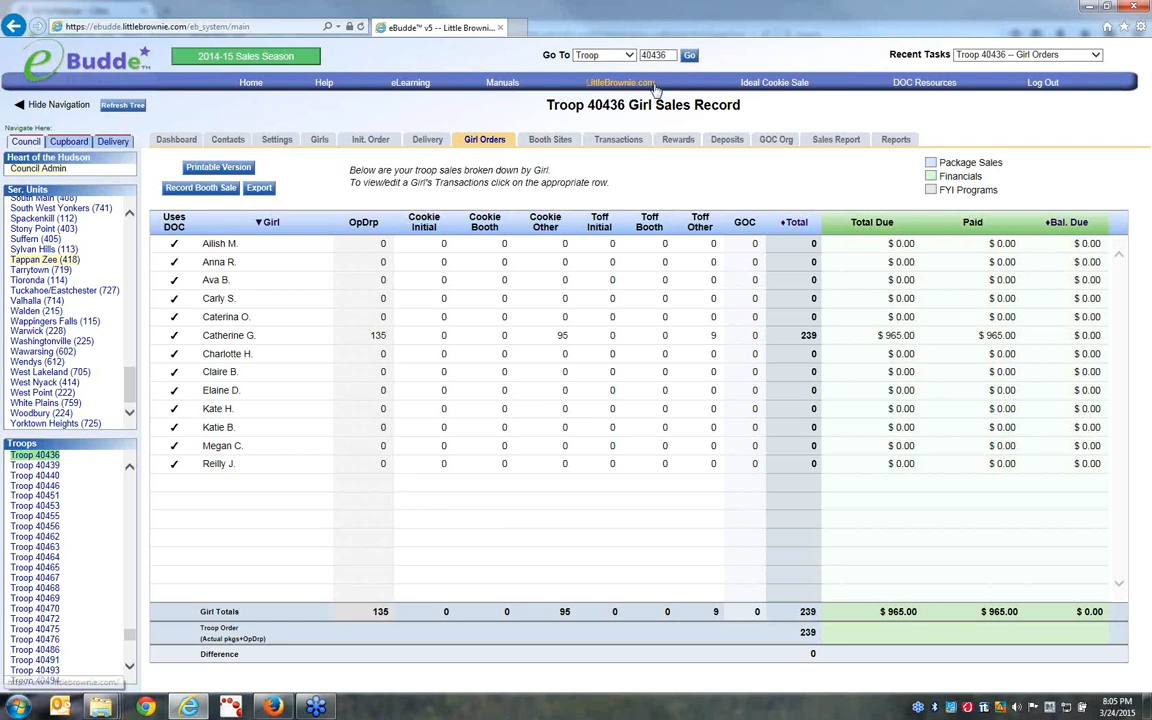 https://ebudde.littlebrownie.com/eb_system/main
eBudde™ v5 -- Little Browni...
eBudde™
2014-15 Sales Season
Go To Troop 40436 Go
Recent Tasks Troop 40436 -- Girl Orders
Home Help eLearning Manuals LittleBrownie.com Ideal Cookie Sale DOC Resources Log Out
Hide Navigation Refresh Tree
Troop 40436 Girl Sales Record
Navigate Here:
Council Cupboard Delivery
Dashboard Contacts Settings Girls Init. Order Delivery Girl Orders Booth Sites Transactions Rewards Deposits GOC Org Sales Report Reports
Heart of the Hudson
Council Admin
Printable Version
Record Booth Sale Export
Below are your troop sales broken down by Girl.
To view/edit a Girl's Transactions click on the appropriate row.
Package Sales
Financials
FYI Programs
Ser. Units
South Main (408)
South West Yonkers (741)
Spackenkill (112)
Stony Point (403)
Suffern (405)
Sylvan Hills (113)
Tappan Zee (418)
Tarrytown (719)
Tioronda (114)
Tuckahoe/Eastchester (727)
Valhalla (714)
Walden (215)
Wappingers Falls (115)
Warwick (228)
Washingtonville (225)
Wawarsing (602)
Wendys (612)
West Lakeland (705)
West Nyack (414)
West Point (222)
White Plains (759)
Woodbury (224)
Yorktown Heights (725)
Troops
Troop 40436
Troop 40439
Troop 40440
Troop 40446
Troop 40451
Troop 40453
Troop 40455
Troop 40456
Troop 40462
Troop 40463
Troop 40464
Troop 40465
Troop 40467
Troop 40468
Troop 40469
Troop 40470
Troop 40472
Troop 40475
Troop 40476
Troop 40486
Troop 40491
Troop 40493
Uses DOC ▼Girl OpDrp Cookie Initial Cookie Booth Cookie Other Toff Initial Toff Booth Toff Other GOC ♦Total Total Due Paid ♦Bal. Due
✓ Ailish M. 0 0 0 0 0 0 0 0 0 $ 0.00 $ 0.00 $ 0.00
✓ Anna R. 0 0 0 0 0 0 0 0 0 $ 0.00 $ 0.00 $ 0.00
✓ Ava B. 0 0 0 0 0 0 0 0 0 $ 0.00 $ 0.00 $ 0.00
✓ Carly S. 0 0 0 0 0 0 0 0 0 $ 0.00 $ 0.00 $ 0.00
✓ Caterina O. 0 0 0 0 0 0 0 0 0 $ 0.00 $ 0.00 $ 0.00
✓ Catherine G. 135 0 0 95 0 0 9 0 239 $ 965.00 $ 965.00 $ 0.00
✓ Charlotte H. 0 0 0 0 0 0 0 0 0 $ 0.00 $ 0.00 $ 0.00
✓ Claire B. 0 0 0 0 0 0 0 0 0 $ 0.00 $ 0.00 $ 0.00
✓ Elaine D. 0 0 0 0 0 0 0 0 0 $ 0.00 $ 0.00 $ 0.00
✓ Kate H. 0 0 0 0 0 0 0 0 0 $ 0.00 $ 0.00 $ 0.00
✓ Katie B. 0 0 0 0 0 0 0 0 0 $ 0.00 $ 0.00 $ 0.00
✓ Megan C. 0 0 0 0 0 0 0 0 0 $ 0.00 $ 0.00 $ 0.00
✓ Reilly J. 0 0 0 0 0 0 0 0 0 $ 0.00 $ 0.00 $ 0.00
Girl Totals 135 0 0 95 0 0 9 0 239 $ 965.00 $ 965.00 $ 0.00
Troop Order
(Actual pkgs+OpDrp) 239
Difference 0
8:05 PM
3/24/2015